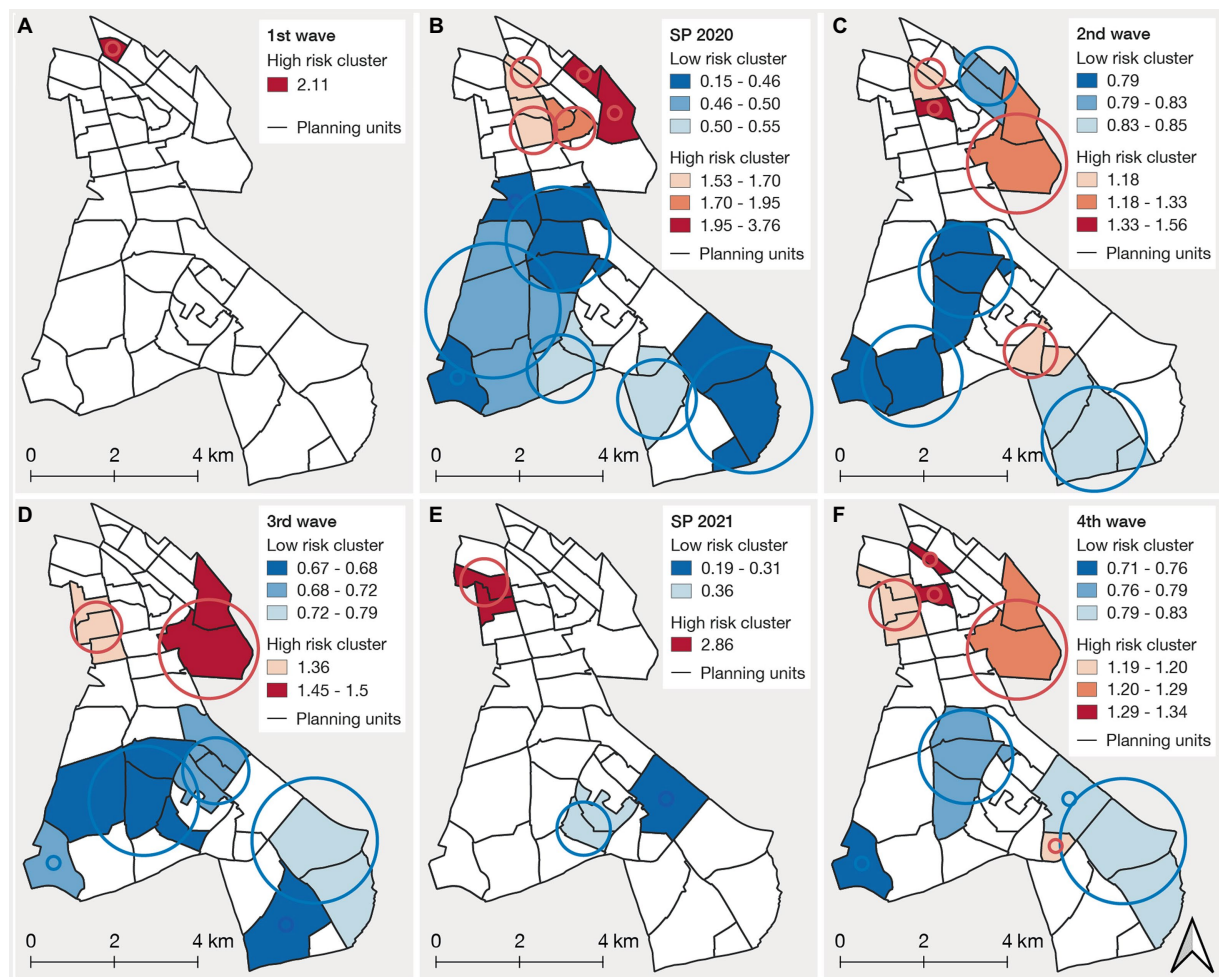 A
1st wave
High risk cluster
2.11
Planning units
0 2 4 km
B
SP 2020
Low risk cluster
0.15 - 0.46
0.46 - 0.50
0.50 - 0.55
High risk cluster
1.53 - 1.70
1.70 - 1.95
1.95 - 3.76
Planning units
0 2 4 km
C
2nd wave
Low risk cluster
0.79
0.79 - 0.83
0.83 - 0.85
High risk cluster
1.18
1.18 - 1.33
1.33 - 1.56
Planning units
0 2 4 km
D
3rd wave
Low risk cluster
0.67 - 0.68
0.68 - 0.72
0.72 - 0.79
High risk cluster
1.36
1.45 - 1.5
Planning units
0 2 4 km
E
SP 2021
Low risk cluster
0.19 - 0.31
0.36
High risk cluster
2.86
Planning units
0 2 4 km
F
4th wave
Low risk cluster
0.71 - 0.76
0.76 - 0.79
0.79 - 0.83
High risk cluster
1.19 - 1.20
1.20 - 1.29
1.29 - 1.34
Planning units
0 2 4 km